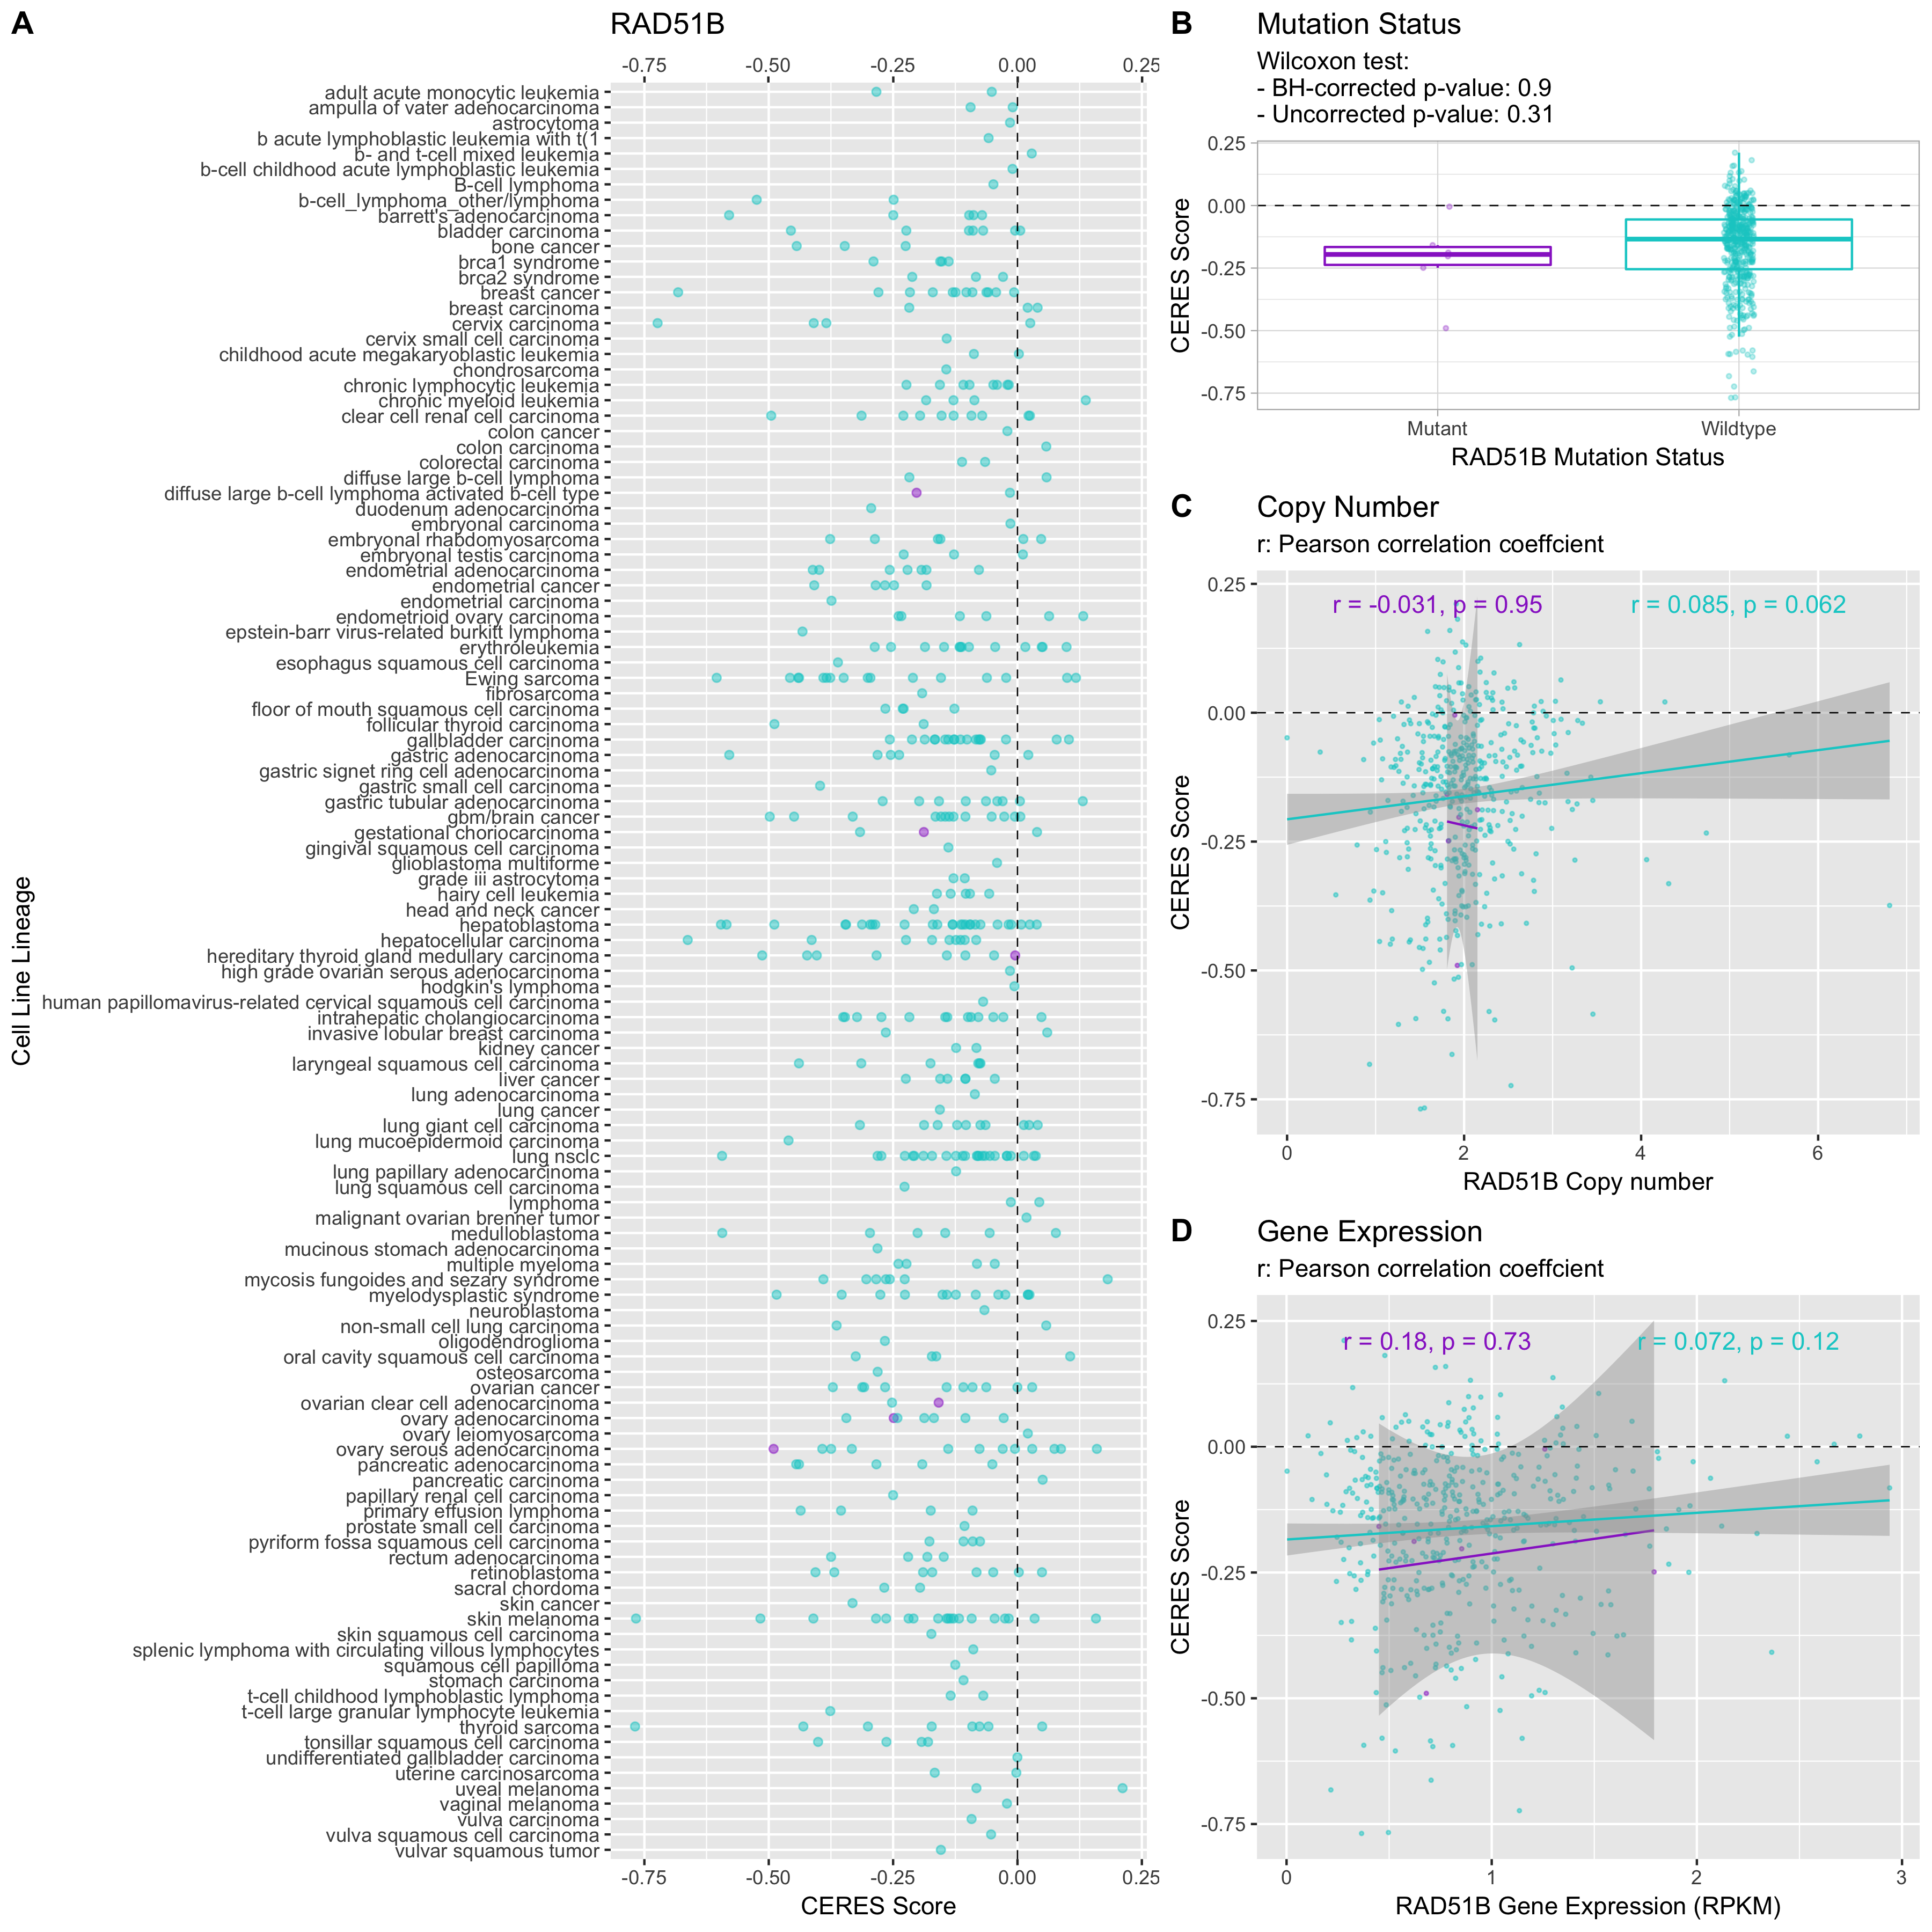 A
RAD51B
-0.75 -0.50 -0.25 0.00 0.25
Cell Line Lineage
adult acute monocytic leukemia
ampulla of vater adenocarcinoma
astrocytoma
b acute lymphoblastic leukemia with t(1
b- and t-cell mixed leukemia
b-cell childhood acute lymphoblastic leukemia
B-cell lymphoma
b-cell_lymphoma_other/lymphoma
barrett's adenocarcinoma
bladder carcinoma
bone cancer
brca1 syndrome
brca2 syndrome
breast cancer
breast carcinoma
cervix carcinoma
cervix small cell carcinoma
childhood acute megakaryoblastic leukemia
chondrosarcoma
chronic lymphocytic leukemia
chronic myeloid leukemia
clear cell renal cell carcinoma
colon cancer
colon carcinoma
colorectal carcinoma
diffuse large b-cell lymphoma
diffuse large b-cell lymphoma activated b-cell type
duodenum adenocarcinoma
embryonal carcinoma
embryonal rhabdomyosarcoma
embryonal testis carcinoma
endometrial adenocarcinoma
endometrial cancer
endometrial carcinoma
endometrioid ovary carcinoma
epstein-barr virus-related burkitt lymphoma
erythroleukemia
esophagus squamous cell carcinoma
Ewing sarcoma
fibrosarcoma
floor of mouth squamous cell carcinoma
follicular thyroid carcinoma
gallbladder carcinoma
gastric adenocarcinoma
gastric signet ring cell adenocarcinoma
gastric small cell carcinoma
gastric tubular adenocarcinoma
gbm/brain cancer
gestational choriocarcinoma
gingival squamous cell carcinoma
glioblastoma multiforme
grade iii astrocytoma
hairy cell leukemia
head and neck cancer
hepatoblastoma
hepatocellular carcinoma
hereditary thyroid gland medullary carcinoma
high grade ovarian serous adenocarcinoma
hodgkin's lymphoma
human papillomavirus-related cervical squamous cell carcinoma
intrahepatic cholangiocarcinoma
invasive lobular breast carcinoma
kidney cancer
laryngeal squamous cell carcinoma
liver cancer
lung adenocarcinoma
lung cancer
lung giant cell carcinoma
lung mucoepidermoid carcinoma
lung nsclc
lung papillary adenocarcinoma
lung squamous cell carcinoma
lymphoma
malignant ovarian brenner tumor
medulloblastoma
mucinous stomach adenocarcinoma
multiple myeloma
mycosis fungoides and sezary syndrome
myelodysplastic syndrome
neuroblastoma
non-small cell lung carcinoma
oligodendroglioma
oral cavity squamous cell carcinoma
osteosarcoma
ovarian cancer
ovarian clear cell adenocarcinoma
ovary adenocarcinoma
ovary leiomyosarcoma
ovary serous adenocarcinoma
pancreatic adenocarcinoma
pancreatic carcinoma
papillary renal cell carcinoma
primary effusion lymphoma
prostate small cell carcinoma
pyriform fossa squamous cell carcinoma
rectum adenocarcinoma
retinoblastoma
sacral chordoma
skin cancer
skin melanoma
skin squamous cell carcinoma
splenic lymphoma with circulating villous lymphocytes
squamous cell papilloma
stomach carcinoma
t-cell childhood lymphoblastic lymphoma
t-cell large granular lymphocyte leukemia
thyroid sarcoma
tonsillar squamous cell carcinoma
undifferentiated gallbladder carcinoma
uterine carcinosarcoma
uveal melanoma
vaginal melanoma
vulva carcinoma
vulva squamous cell carcinoma
vulvar squamous tumor
-0.75 -0.50 -0.25 0.00 0.25
CERES Score
B
Mutation Status
Wilcoxon test:
- BH-corrected p-value: 0.9
- Uncorrected p-value: 0.31
CERES Score
0.25
0.00
-0.25
-0.50
-0.75
Mutant Wildtype
RAD51B Mutation Status
C
Copy Number
r: Pearson correlation coeffcient
r = -0.031, p = 0.95 r = 0.085, p = 0.062
CERES Score
0.25
0.00
-0.25
-0.50
-0.75
0 2 4 6
RAD51B Copy number
D
Gene Expression
r: Pearson correlation coeffcient
r = 0.18, p = 0.73 r = 0.072, p = 0.12
CERES Score
0.25
0.00
-0.25
-0.50
-0.75
0 1 2 3
RAD51B Gene Expression (RPKM)